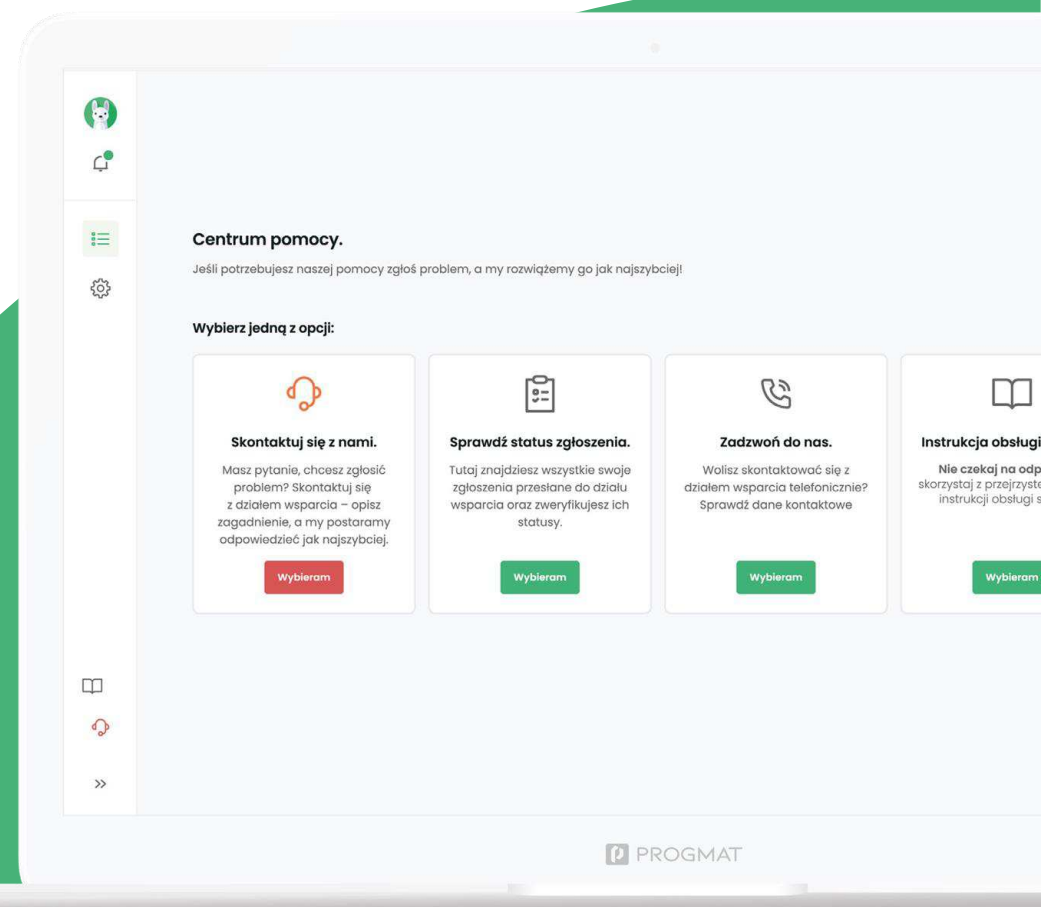 Centrum pomocy.
Jeśli potrzebujesz naszej pomocy zgłoś problem, a my rozwiążemy go jak najszybciej!
Wybierz jedną z opcji:
Skontaktuj się z nami.
Masz pytanie, chcesz zgłosić
problem? Skontaktuj się
z działem wsparcia – opisz
zagadnienie, a my postaramy
odpowiedzieć jak najszybciej.
Wybieram
Sprawdź status zgłoszenia.
Tutaj znajdziesz wszystkie swoje
zgłoszenia przesłane do działu
wsparcia oraz zweryfikujesz ich
statusy.
Wybieram
Zadzwoń do nas.
Wolisz skontaktować się z
działem wsparcia telefonicznie?
Sprawdź dane kontaktowe
Wybieram
Instrukcja obsługi
Nie czekaj na
skorzystaj z
instrukcji obsługi
Wybieram
PROGMAT